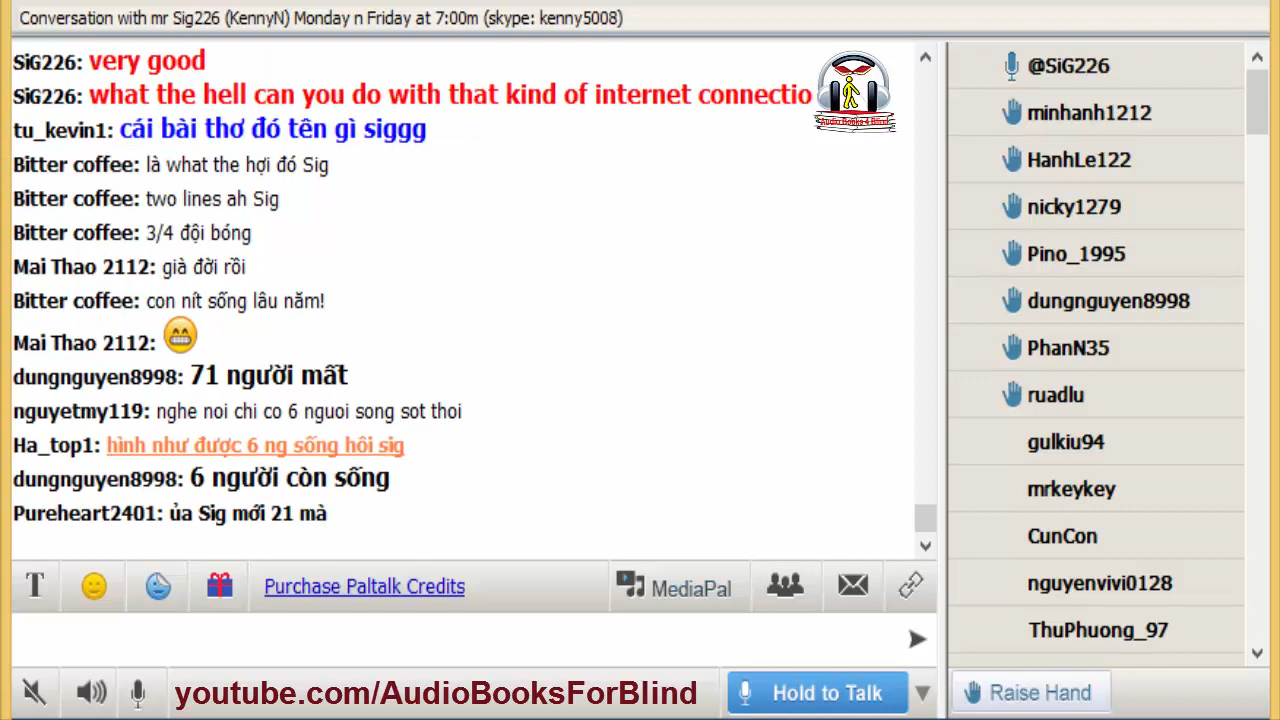 Conversation with mr Sig226 (KennyN) Monday n Friday at 7:00m (skype: kenny5008)
SiG226: very good
SiG226: what the hell can you do with that kind of internet connectio
tu_kevin1: cái bài thơ đó tên gì siggg
Bitter coffee: là what the hợi đó Sig
Bitter coffee: two lines ah Sig
Bitter coffee: 3/4 đội bóng
Mai Thao 2112: già đời rồi
Bitter coffee: con nít sống lâu năm!
Mai Thao 2112:
dungnguyen8998: 71 người mất
nguyetmy119: nghe noi chi co 6 nguoi song sot thoi
Ha_top1: hình như được 6 ng sống hôi sig
dungnguyen8998: 6 người còn sống
Pureheart2401: ủa Sig mới 21 mà
Audio Books 4 Blind
@SiG226
minhanh1212
HanhLe122
nicky1279
Pino_1995
dungnguyen8998
PhanN35
ruadlu
gulkiu94
mrkeykey
CunCon
nguyenvivi0128
ThuPhuong_97
T
Purchase Paltalk Credits
MediaPal
youtube.com/AudioBooksForBlind
Hold to Talk
Raise Hand